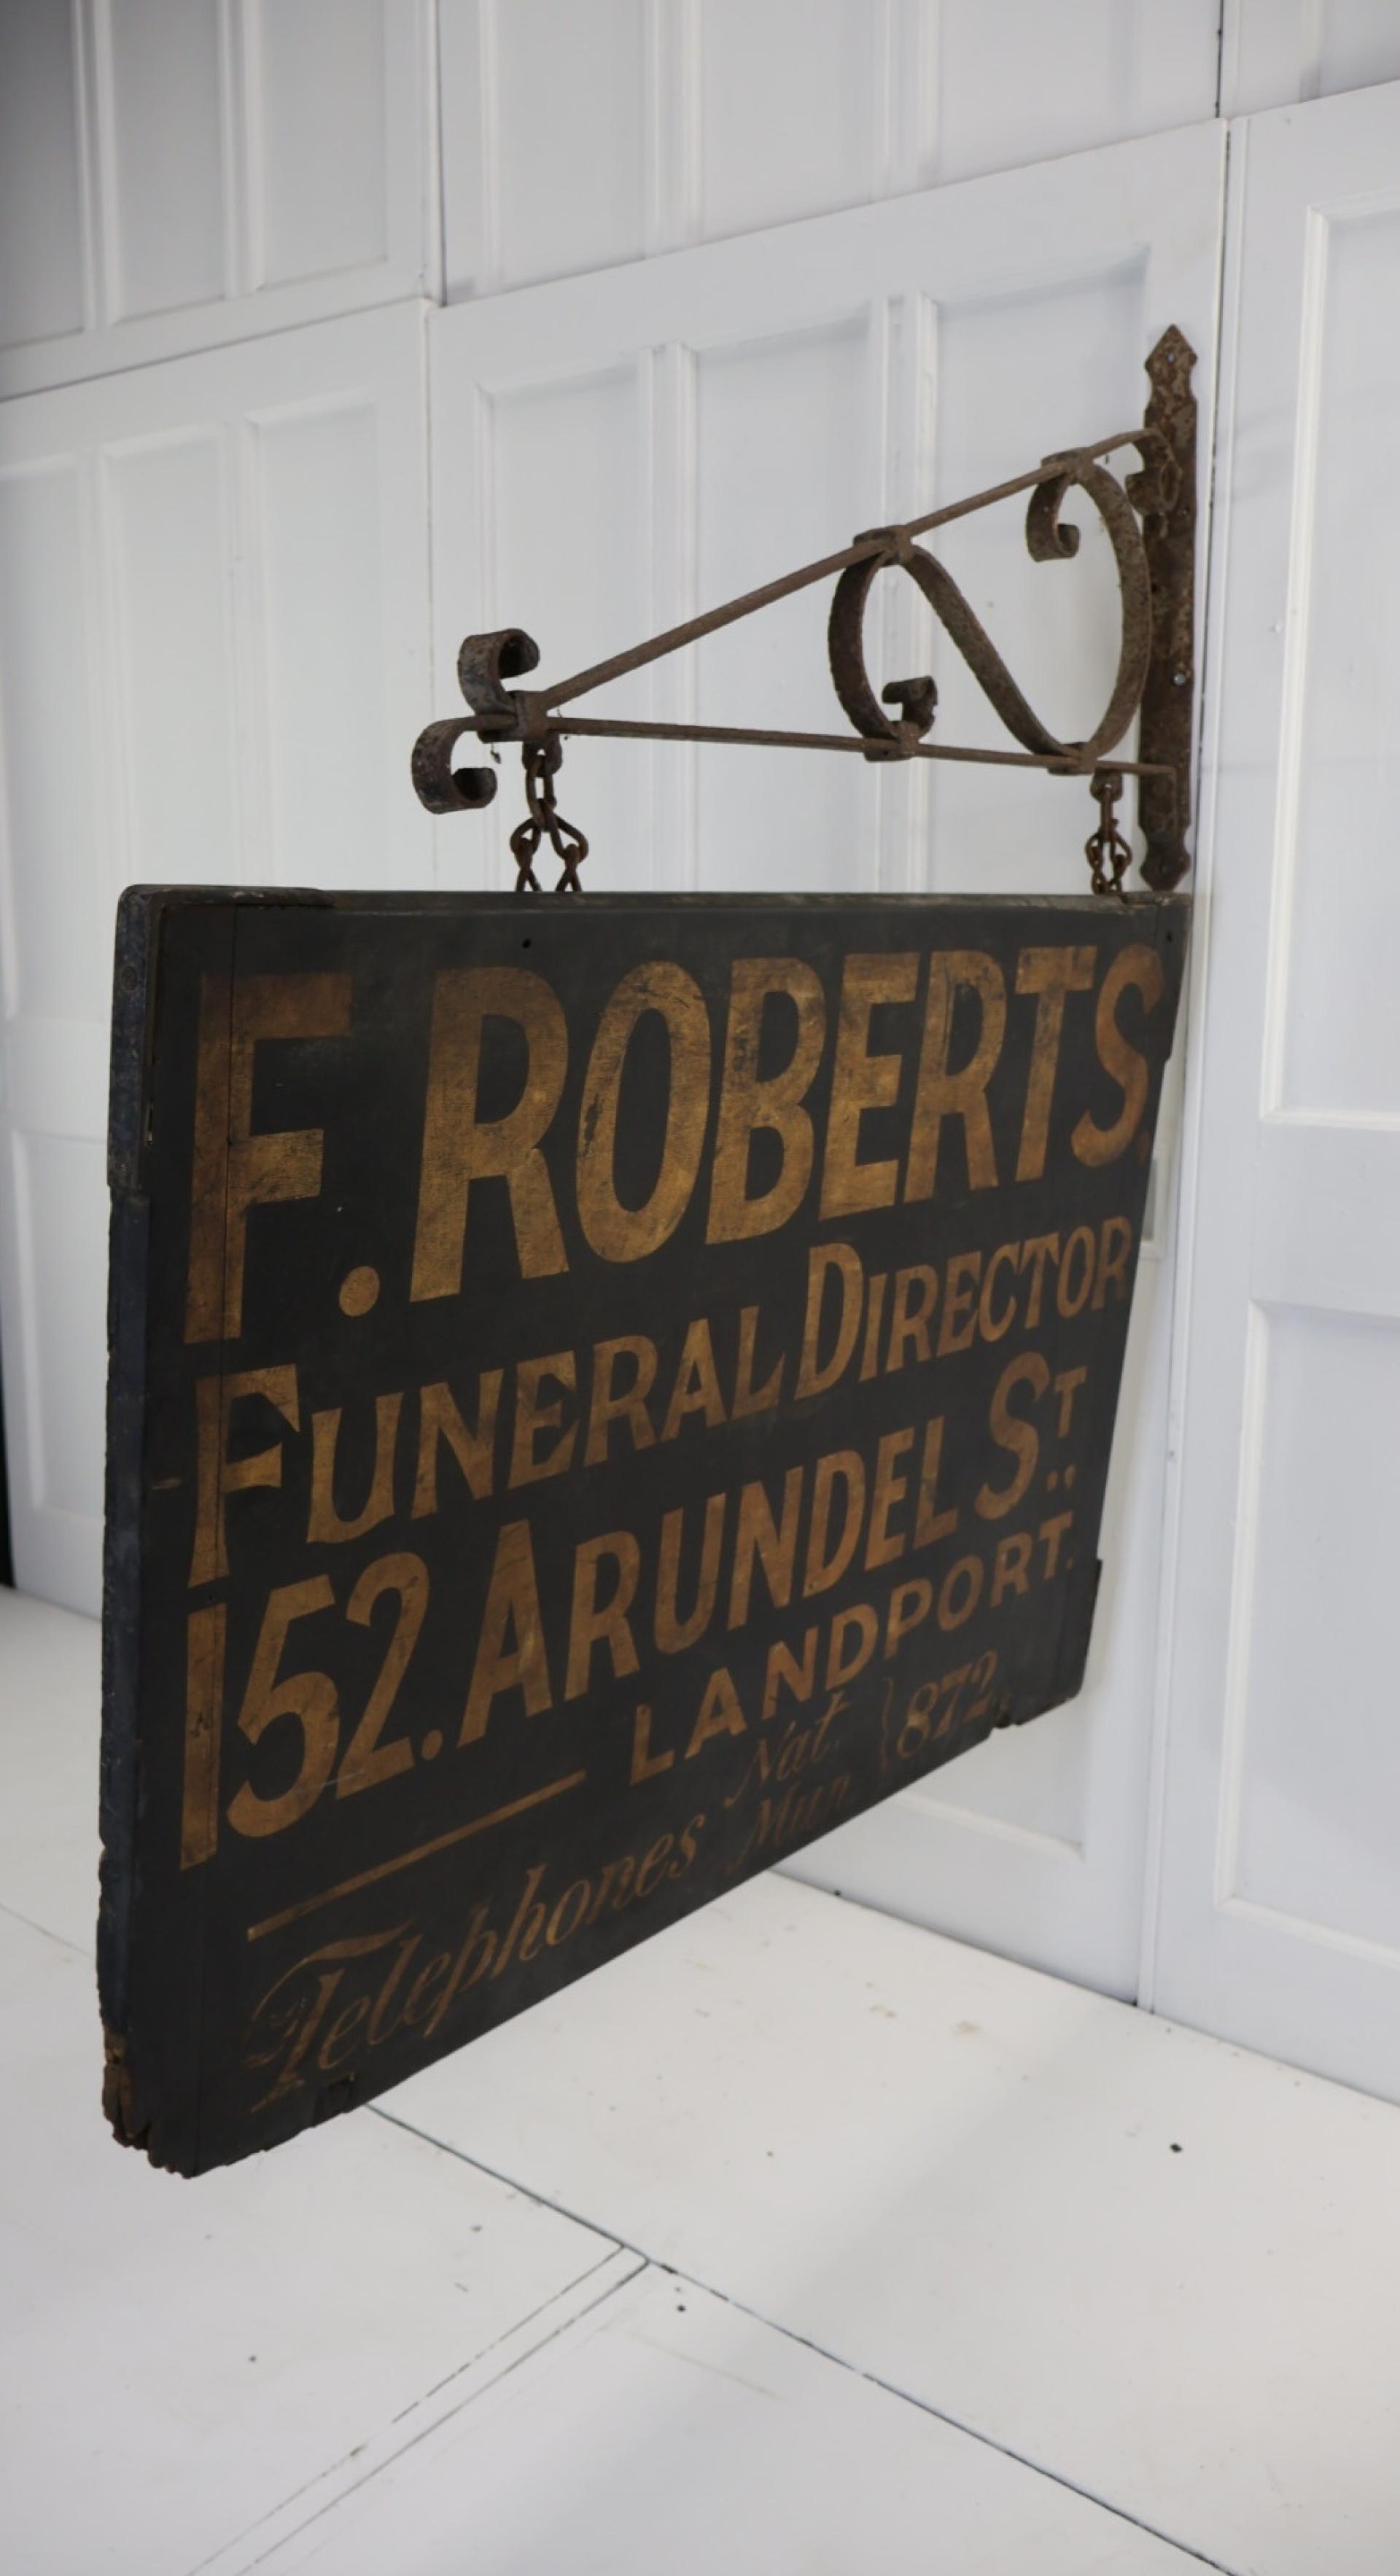 F. ROBERTS.
FUNERAL DIRECTOR
152. ARUNDEL ST
LANDPORT.
Telephones Nat. } 872.
Mun.